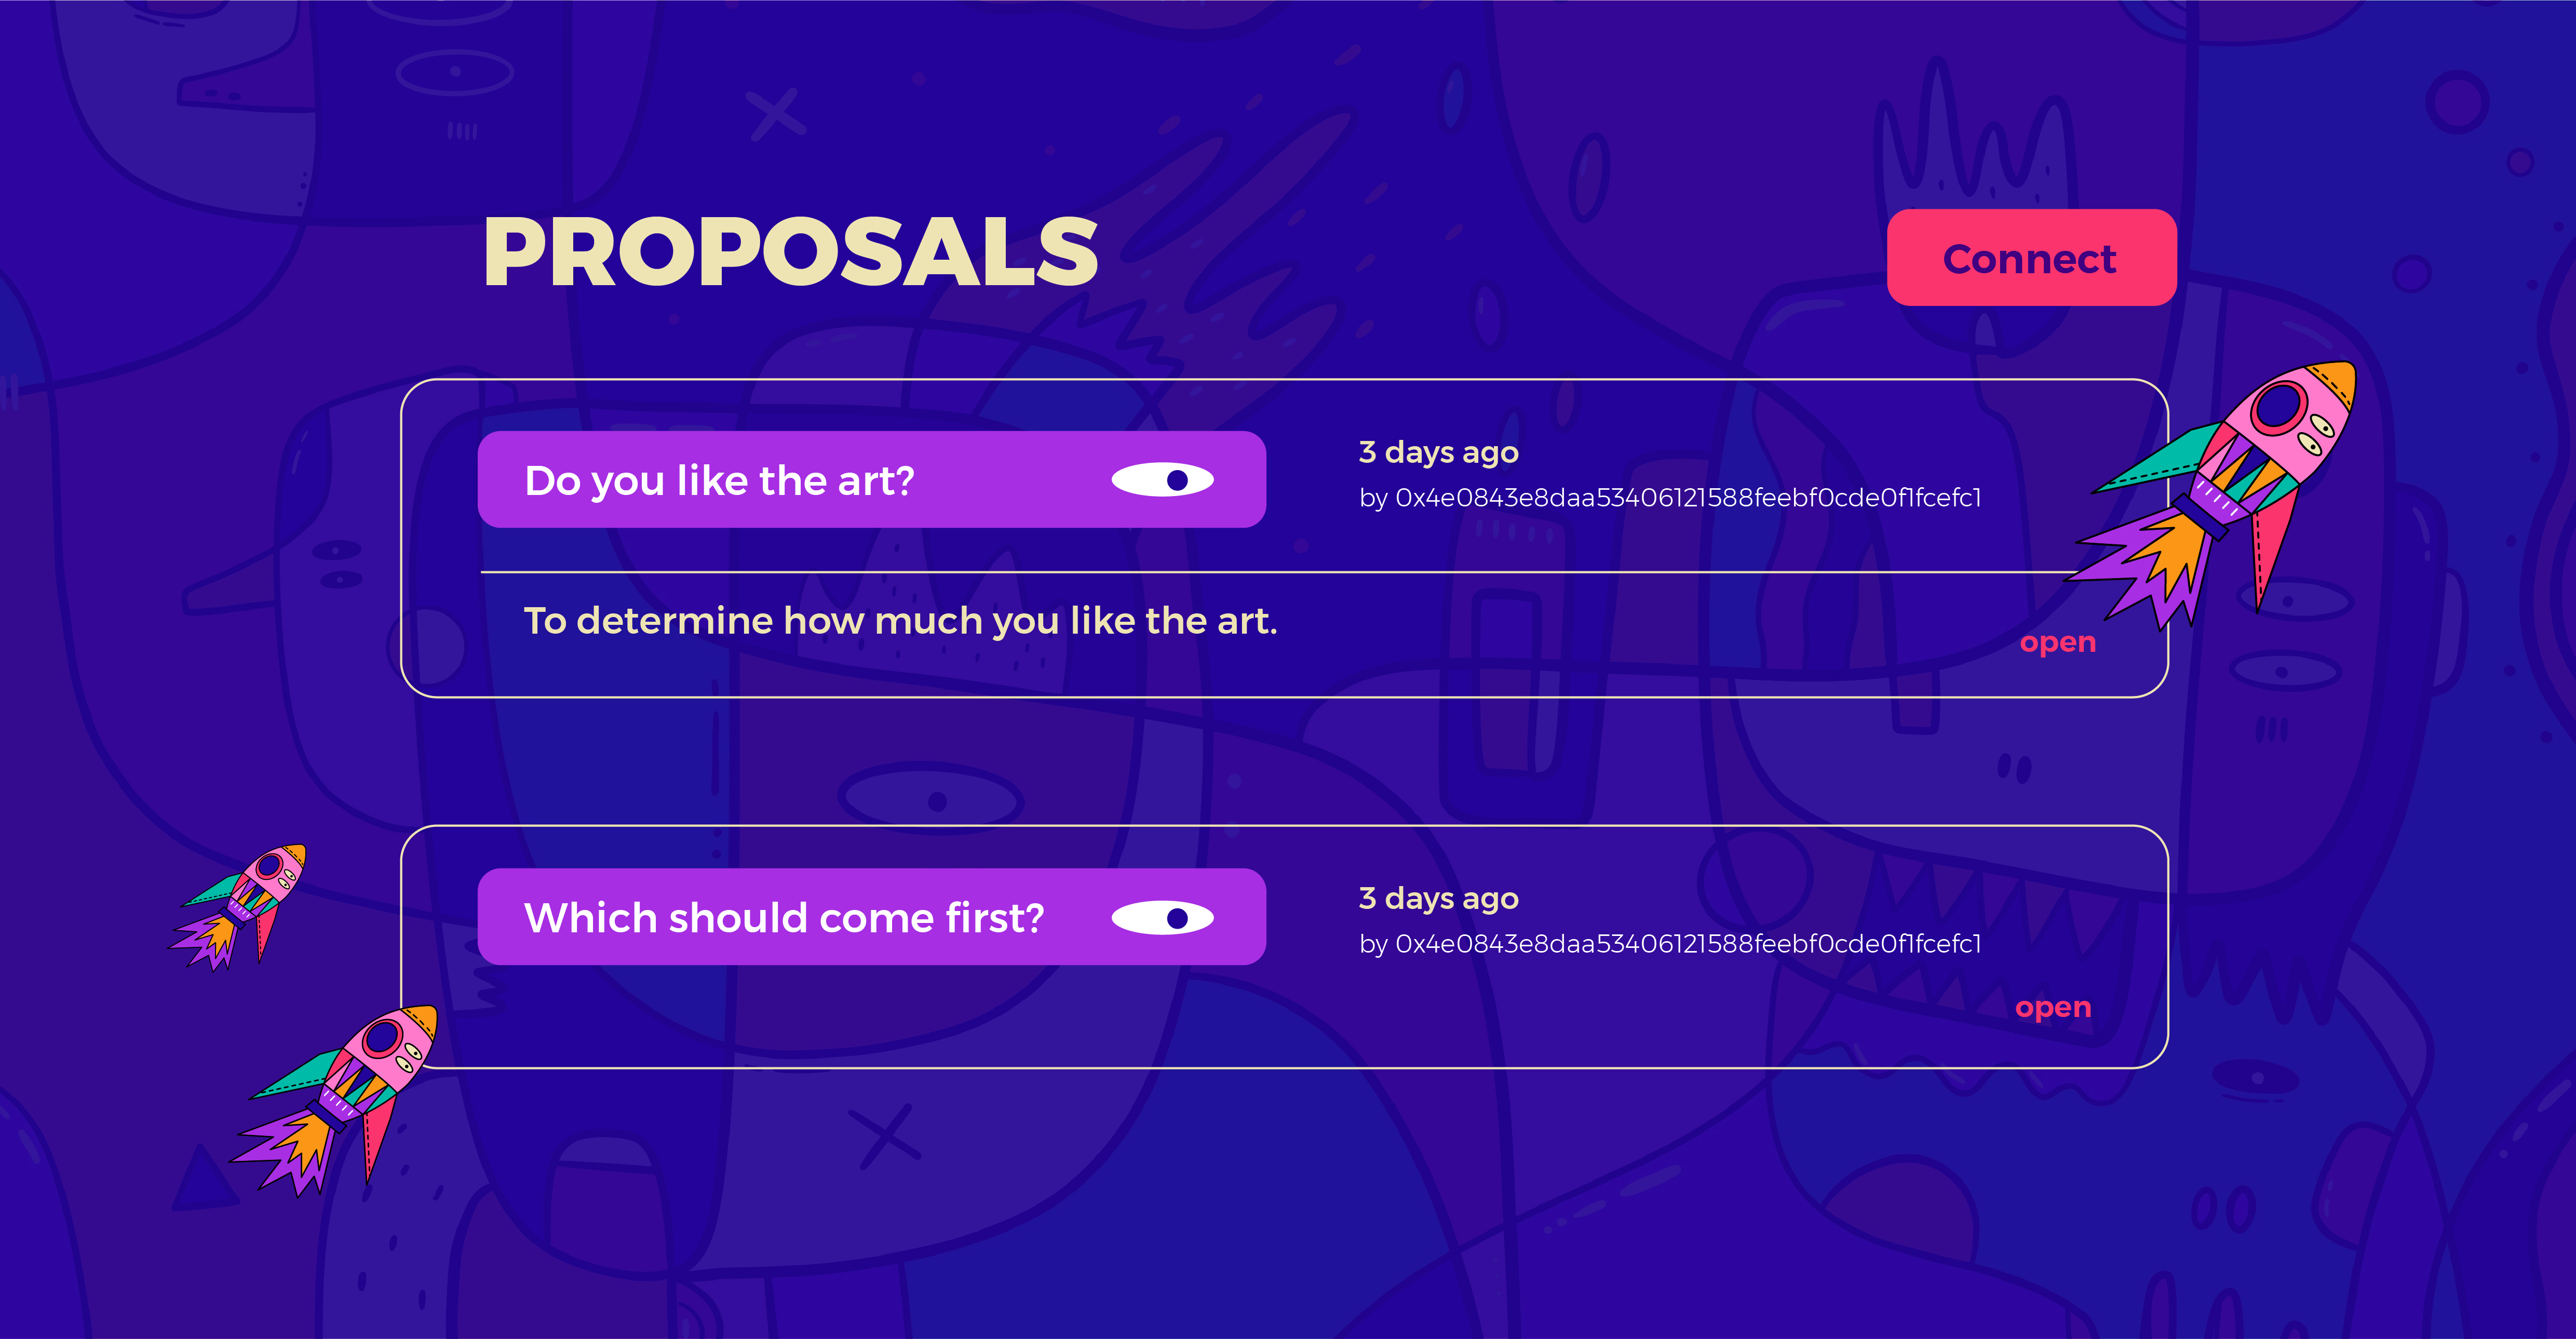 PROPOSALS
Connect
Do you like the art?
3 days ago
by 0x4e0843e8daa53406121588feebf0cde0f1fcefc1
To determine how much you like the art.
open
Which should come first?
3 days ago
by 0x4e0843e8daa53406121588feebf0cde0f1fcefc1
open